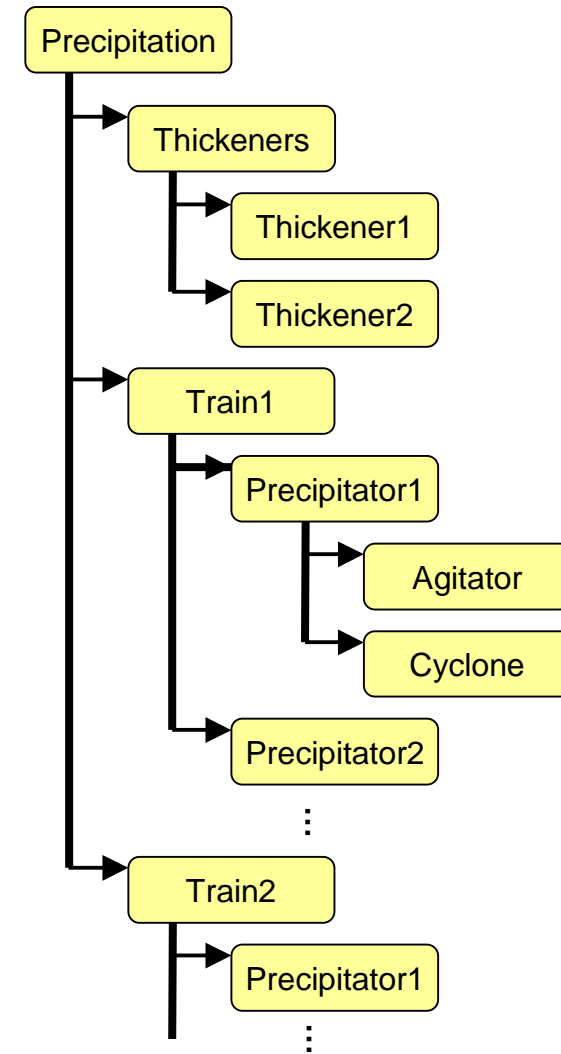 Precipitation
Thickeners
Thickener1
Thickener2
Train1
Precipitator1
Agitator
Cyclone
Precipitator2
...
Train2
Precipitator1
...